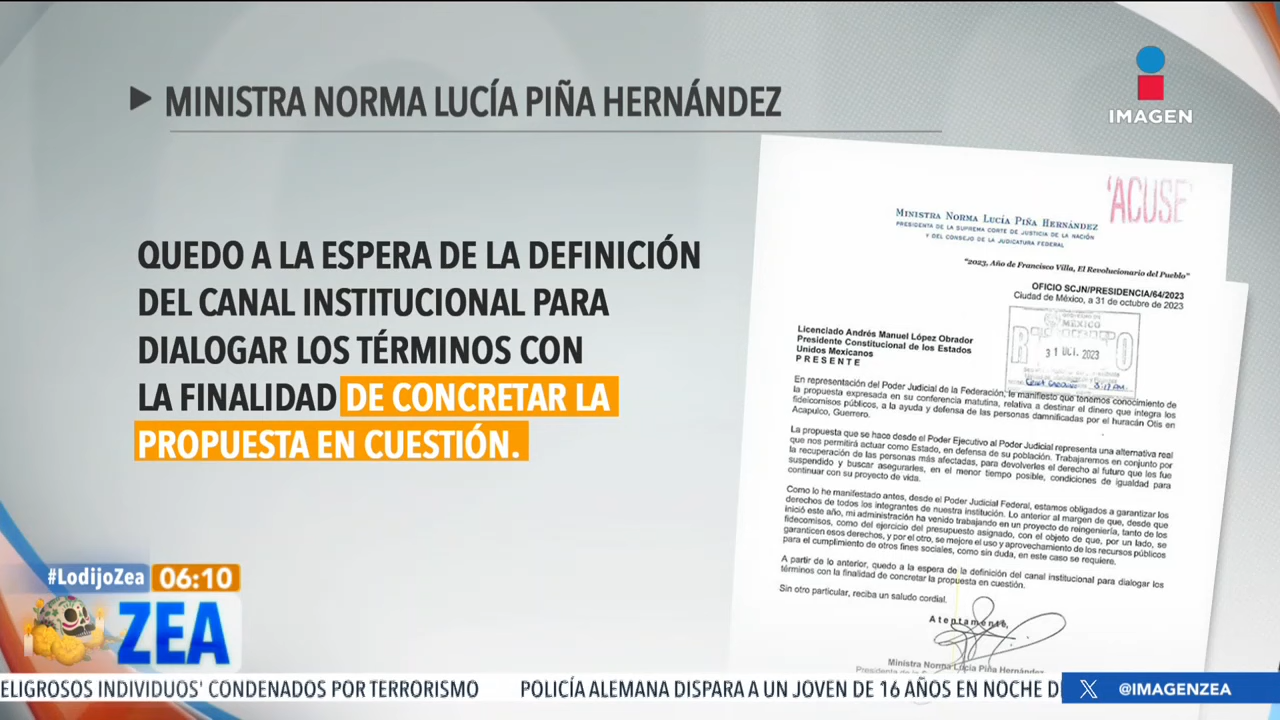 MINISTRA NORMA LUCÍA PIÑA HERNÁNDEZ
IMAGEN
QUEDO A LA ESPERA DE LA DEFINICIÓN
DEL CANAL INSTITUCIONAL PARA
DIALOGAR LOS TÉRMINOS CON
LA FINALIDAD DE CONCRETAR LA
PROPUESTA EN CUESTIÓN.
'ACUSE'
MINISTRA NORMA LUCÍA PIÑA HERNÁNDEZ
PRESIDENTA DE LA SUPREMA CORTE DE JUSTICIA DE LA NACIÓN
Y DEL CONSEJO DE LA JUDICATURA FEDERAL
"2023, Año de Francisco Villa, El Revolucionario del Pueblo"
OFICIO SCJN/PRESIDENCIA/64/2023
Ciudad de México, a 31 de octubre de 2023
MÉXICO
31 OCT. 2023
Licenciado Andrés Manuel López Obrador
Presidente Constitucional de los Estados
Unidos Mexicanos
P R E S E N T E
En representación del Poder Judicial de la Federación, le manifiesto que tenemos conocimiento de
la propuesta expresada en su conferencia matutina, relativa a destinar el dinero que integra los
fideicomisos públicos, a la ayuda y defensa de las personas damnificadas por el huracán Otis en
Acapulco, Guerrero.
La propuesta que se hace desde el Poder Ejecutivo al Poder Judicial representa una alternativa real
que nos permitirá actuar como Estado, en defensa de su población. Trabajaremos en conjunto por
la recuperación de las personas más afectadas, para devolverles el derecho al futuro que les fue
suspendido y buscar asegurarles, en el menor tiempo posible, condiciones de igualdad para
continuar con su proyecto de vida.
Como lo he manifestado antes, desde el Poder Judicial Federal, estamos obligados a garantizar los
derechos de todos los integrantes de nuestra institución. Lo anterior al margen de que, desde que
inició este año, mi administración ha venido trabajando en un proyecto de reingeniería, tanto de los
fidecomisos, como del ejercicio del presupuesto asignado, con el objeto de que, por un lado, se
garanticen esos derechos, y por el otro, se mejore el uso y aprovechamiento de los recursos públicos
para el cumplimiento de otros fines sociales, como sin duda, en este caso se requiere.
A partir de lo anterior, quedo a la espera de la definición del canal institucional para dialogar los
términos con la finalidad de concretar la propuesta en cuestión.
Sin otro particular, reciba un saludo cordial.
A t e n t a m e n t e,
Ministra Norma Lucía Piña Hernández
#LodijoZea 06:10
ZEA
ELIGROSOS INDIVIDUOS' CONDENADOS POR TERRORISMO POLICÍA ALEMANA DISPARA A UN JOVEN DE 16 AÑOS EN NOCHE D
@IMAGENZEA